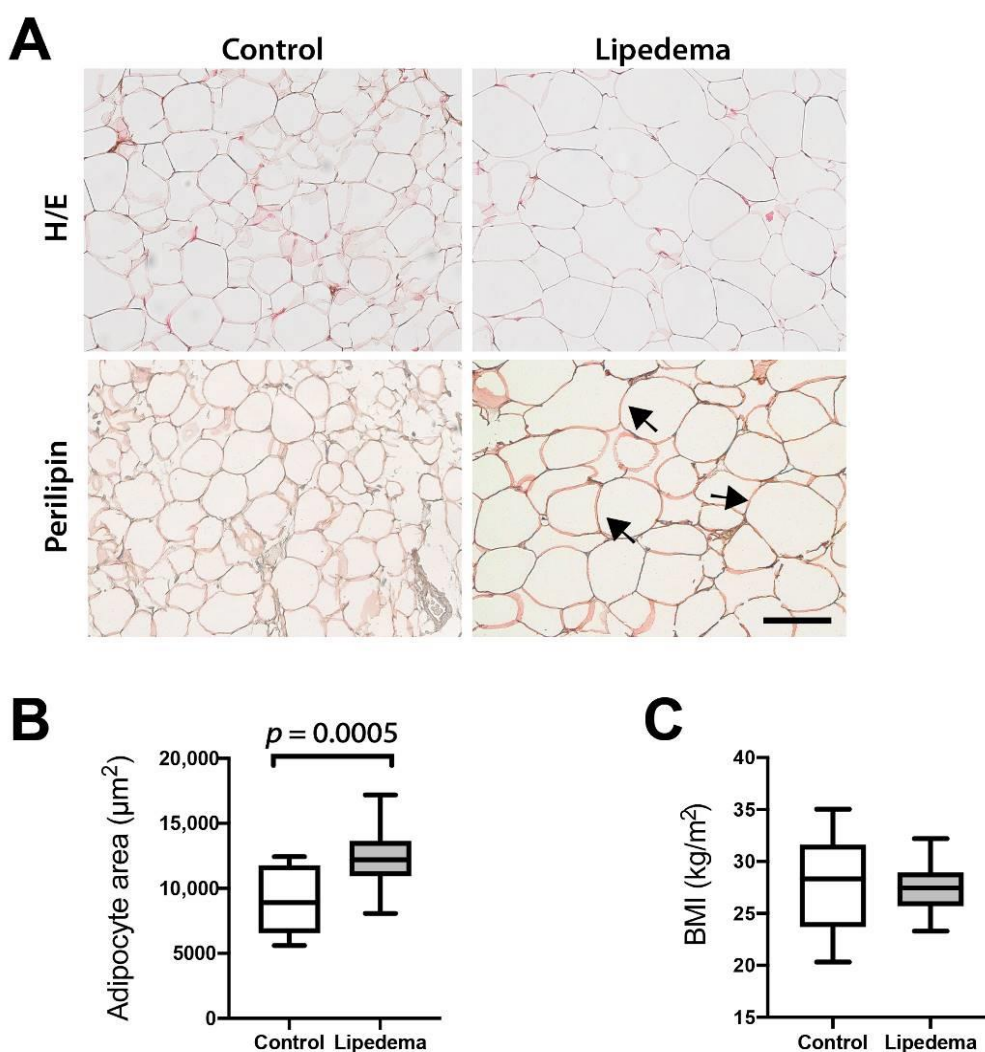 A
Control Lipedema
H/E
Perilipin
B
p = 0.0005
Adipocyte area (µm²)
20,000
15,000
10,000
5000
0
Control Lipedema
C
BMI (kg/m²)
40
35
30
25
20
15
Control Lipedema